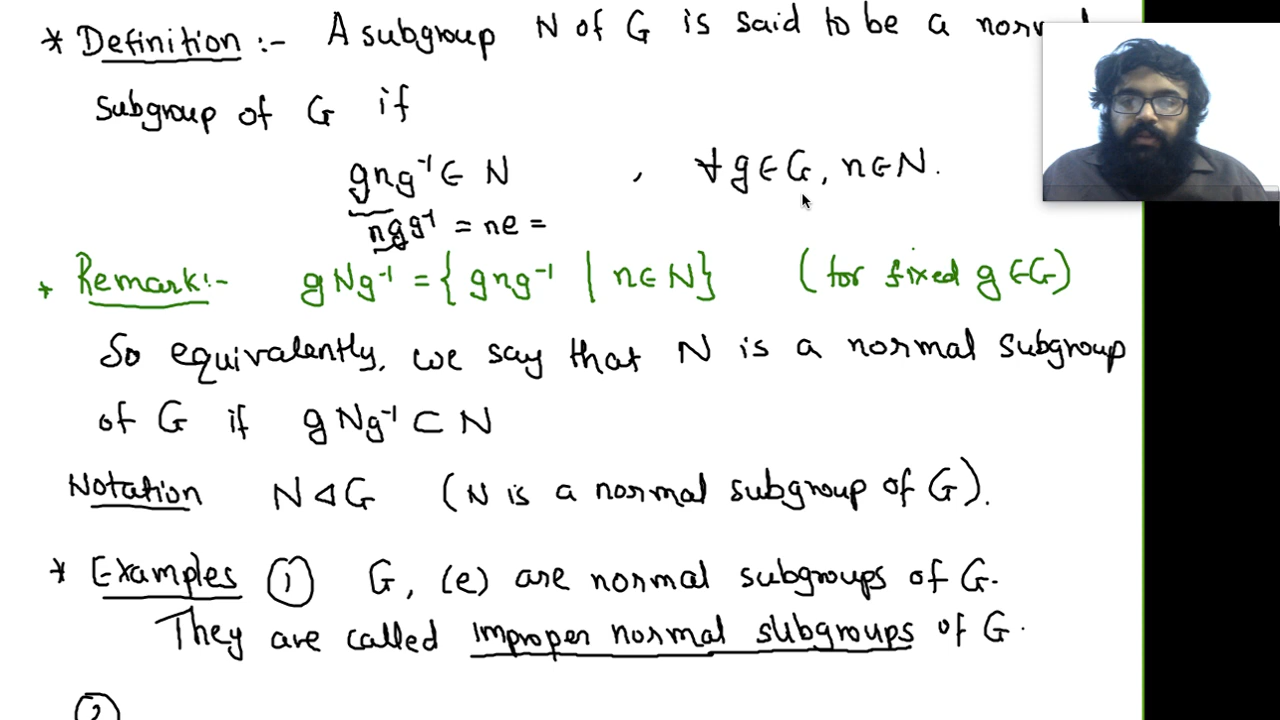 * Definition :- A subgroup N of G is said to be a
subgroup of G if
gng⁻¹ ∈ N , ∀ g ∈ G, n ∈ N.
ngg⁻¹ = ne =
* Remark:- gNg⁻¹ = { gng⁻¹ | n ∈ N} (for fixed g ∈ G)
So equivalently, we say that N is a normal subgroup
of G if gNg⁻¹ ⊂ N
Notation N ⊲ G (N is a normal subgroup of G).
* Examples ① G, (e) are normal subgroups of G.
They are called improper normal subgroups of G.
②